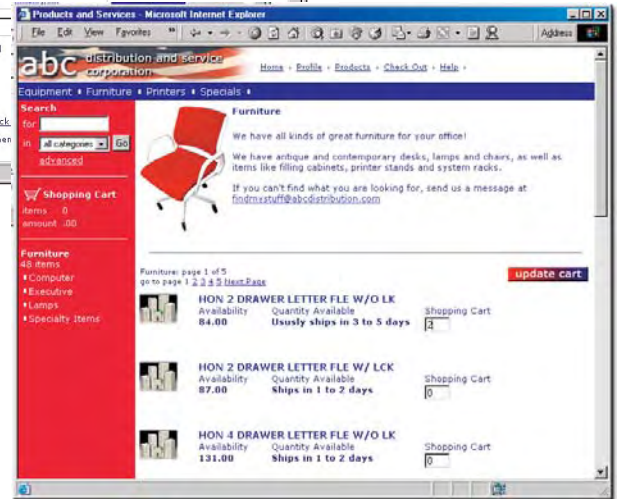 Products and Services - Microsoft Internet Explorer
File Edit View Favorites » Address
abc distribution and service corporation
Home • Profile • Products • Check Out • Help •
Equipment • Furniture • Printers • Specials •
Search
for
in all categories Go
advanced
Shopping Cart
items 0
amount .00
Furniture
48 items
Computer
Executive
Lamps
Specialty Items
Furniture
We have all kinds of great furniture for your office!
We have antique and contemporary desks, lamps and chairs, as well as
items like filling cabinets, printer stands and system racks.
If you can't find what you are looking for, send us a message at
findmystuff@abcdistribution.com
Furniture: page 1 of 5
go to page 1 2 3 4 5 Next Page
update cart
HON 2 DRAWER LETTER FLE W/O LK
Availability Quantity Available Shopping Cart
84.00 Ususly ships in 3 to 5 days 2
HON 2 DRAWER LETTER FLE W/ LCK
Availability Quantity Available Shopping Cart
87.00 Ships in 1 to 2 days 0
HON 4 DRAWER LETTER FLE W/O LK
Availability Quantity Available Shopping Cart
131.00 Ships in 1 to 2 days 0